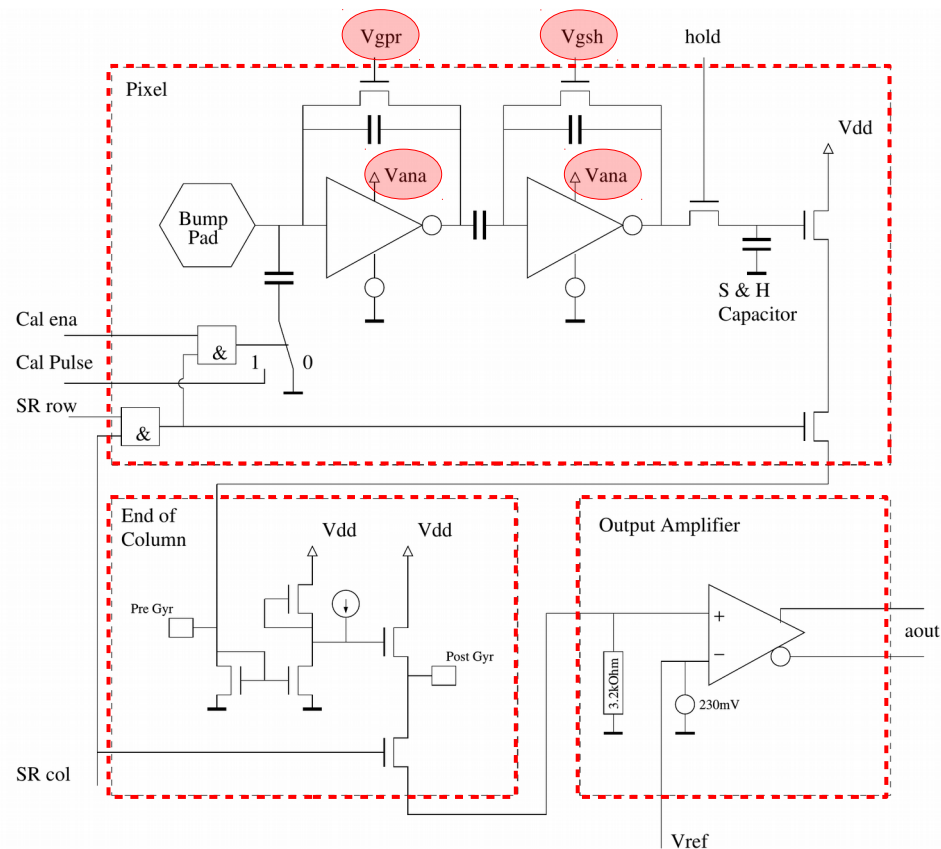 Vgpr
Vgsh
hold
Pixel
Vdd
Vana
Vana
Bump
Pad
S & H
Capacitor
Cal ena
&
1
0
Cal Pulse
SR row
&
End of
Column
Vdd
Vdd
Output Amplifier
Pre Gyr
Post Gyr
+
−
aout
3.2kOhm
230mV
SR col
Vref